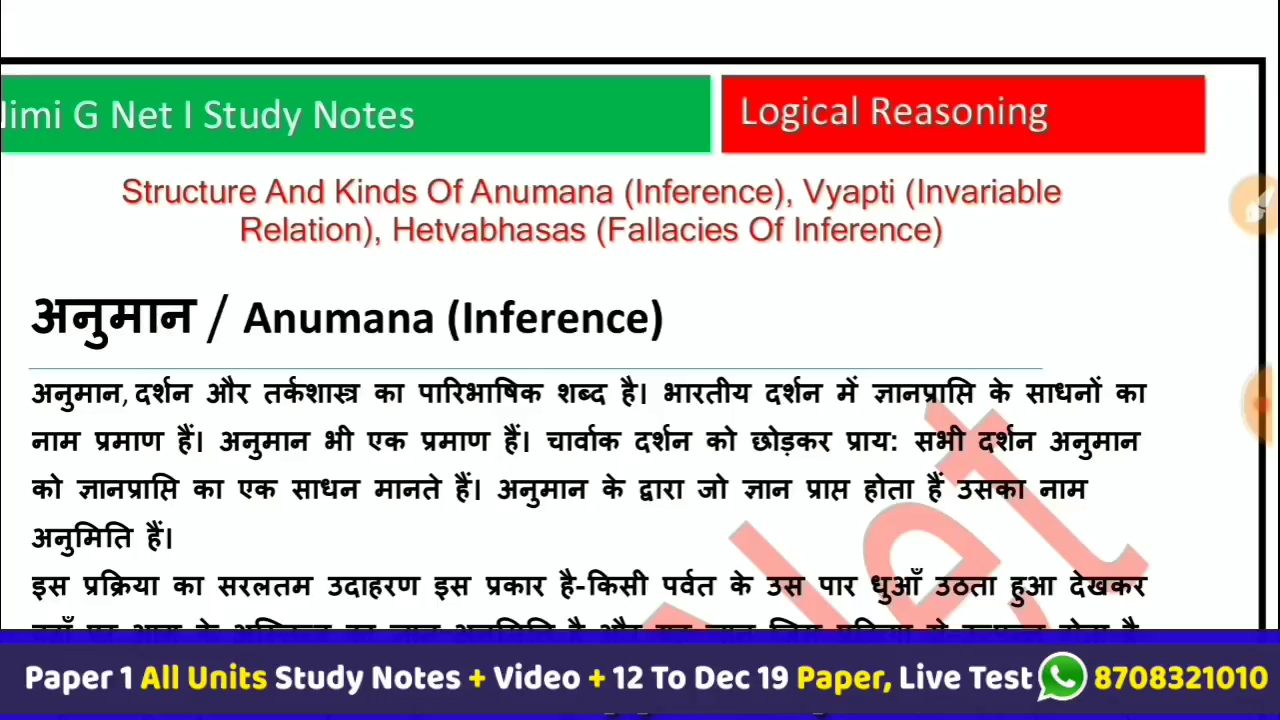 imi G Net I Study Notes
Logical Reasoning
Structure And Kinds Of Anumana (Inference), Vyapti (Invariable
Relation), Hetvabhasas (Fallacies Of Inference)
अनुमान / Anumana (Inference)
अनुमान, दर्शन और तर्कशास्त्र का पारिभाषिक शब्द है। भारतीय दर्शन में ज्ञानप्राप्ति के साधनों का
नाम प्रमाण हैं। अनुमान भी एक प्रमाण हैं। चार्वाक दर्शन को छोड़कर प्राय: सभी दर्शन अनुमान
को ज्ञानप्राप्ति का एक साधन मानते हैं। अनुमान के द्वारा जो ज्ञान प्राप्त होता हैं उसका नाम
अनुमिति हैं।
इस प्रक्रिया का सरलतम उदाहरण इस प्रकार है-किसी पर्वत के उस पार धुआँ उठता हुआ देखकर
Net
Paper 1 All Units Study Notes + Video + 12 To Dec 19 Paper, Live Test 8708321010